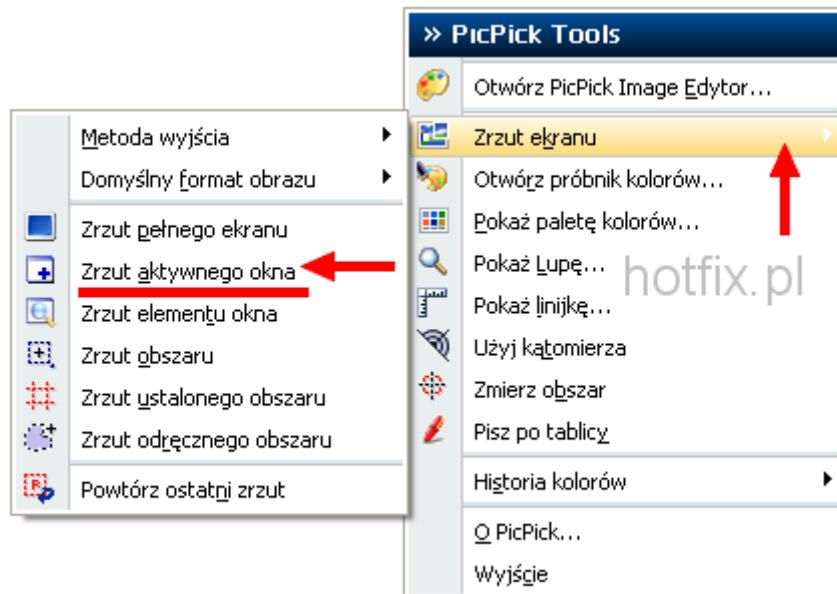 » PicPick Tools
Otwórz PicPick Image Edytor...
Zrzut ekranu
Otwórz próbnik kolorów...
Pokaż paletę kolorów...
Pokaż Lupę...
Pokaż linijkę...
Użyj kątomierza
Zmierz obszar
Pisz po tablicy
Historia kolorów
O PicPick...
Wyjście
Metoda wyjścia
Domyślny format obrazu
Zrzut pełnego ekranu
Zrzut aktywnego okna
Zrzut elementu okna
Zrzut obszaru
Zrzut ustalonego obszaru
Zrzut odręcznego obszaru
Powtórz ostatni zrzut
hotfix.pl